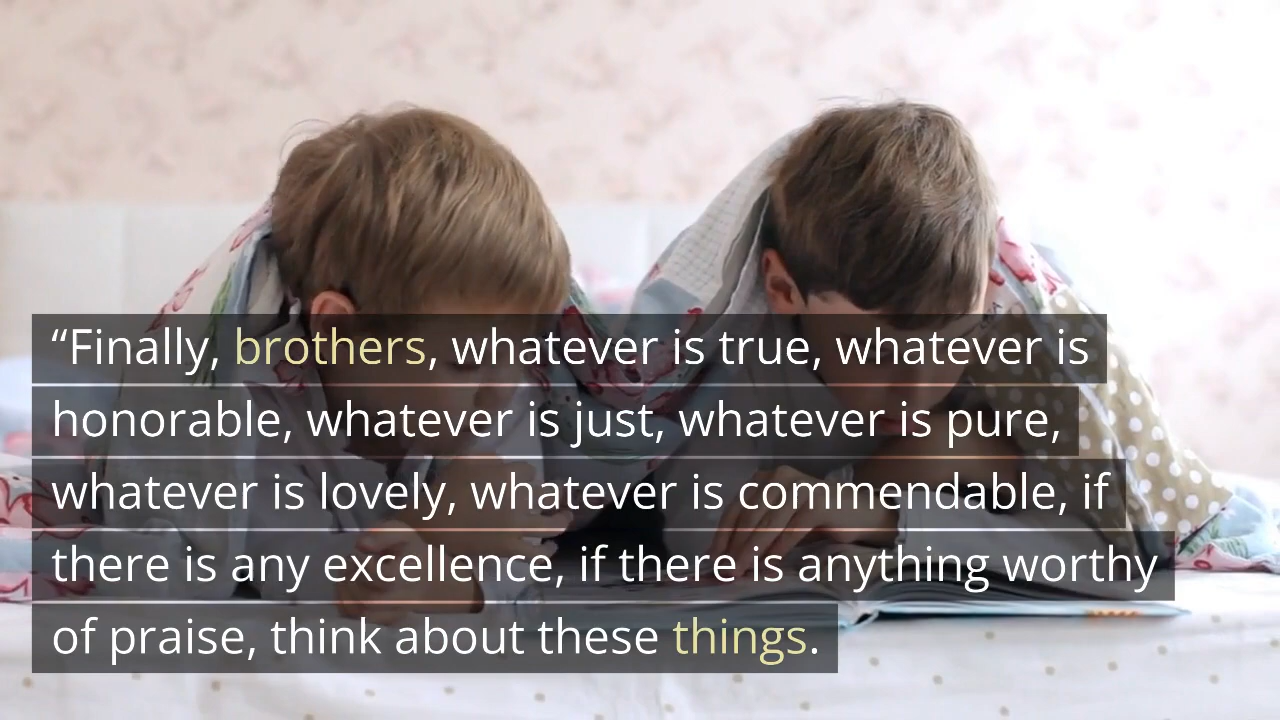 “Finally, brothers, whatever is true, whatever is
honorable, whatever is just, whatever is pure,
whatever is lovely, whatever is commendable, if
there is any excellence, if there is anything worthy
of praise, think about these things.